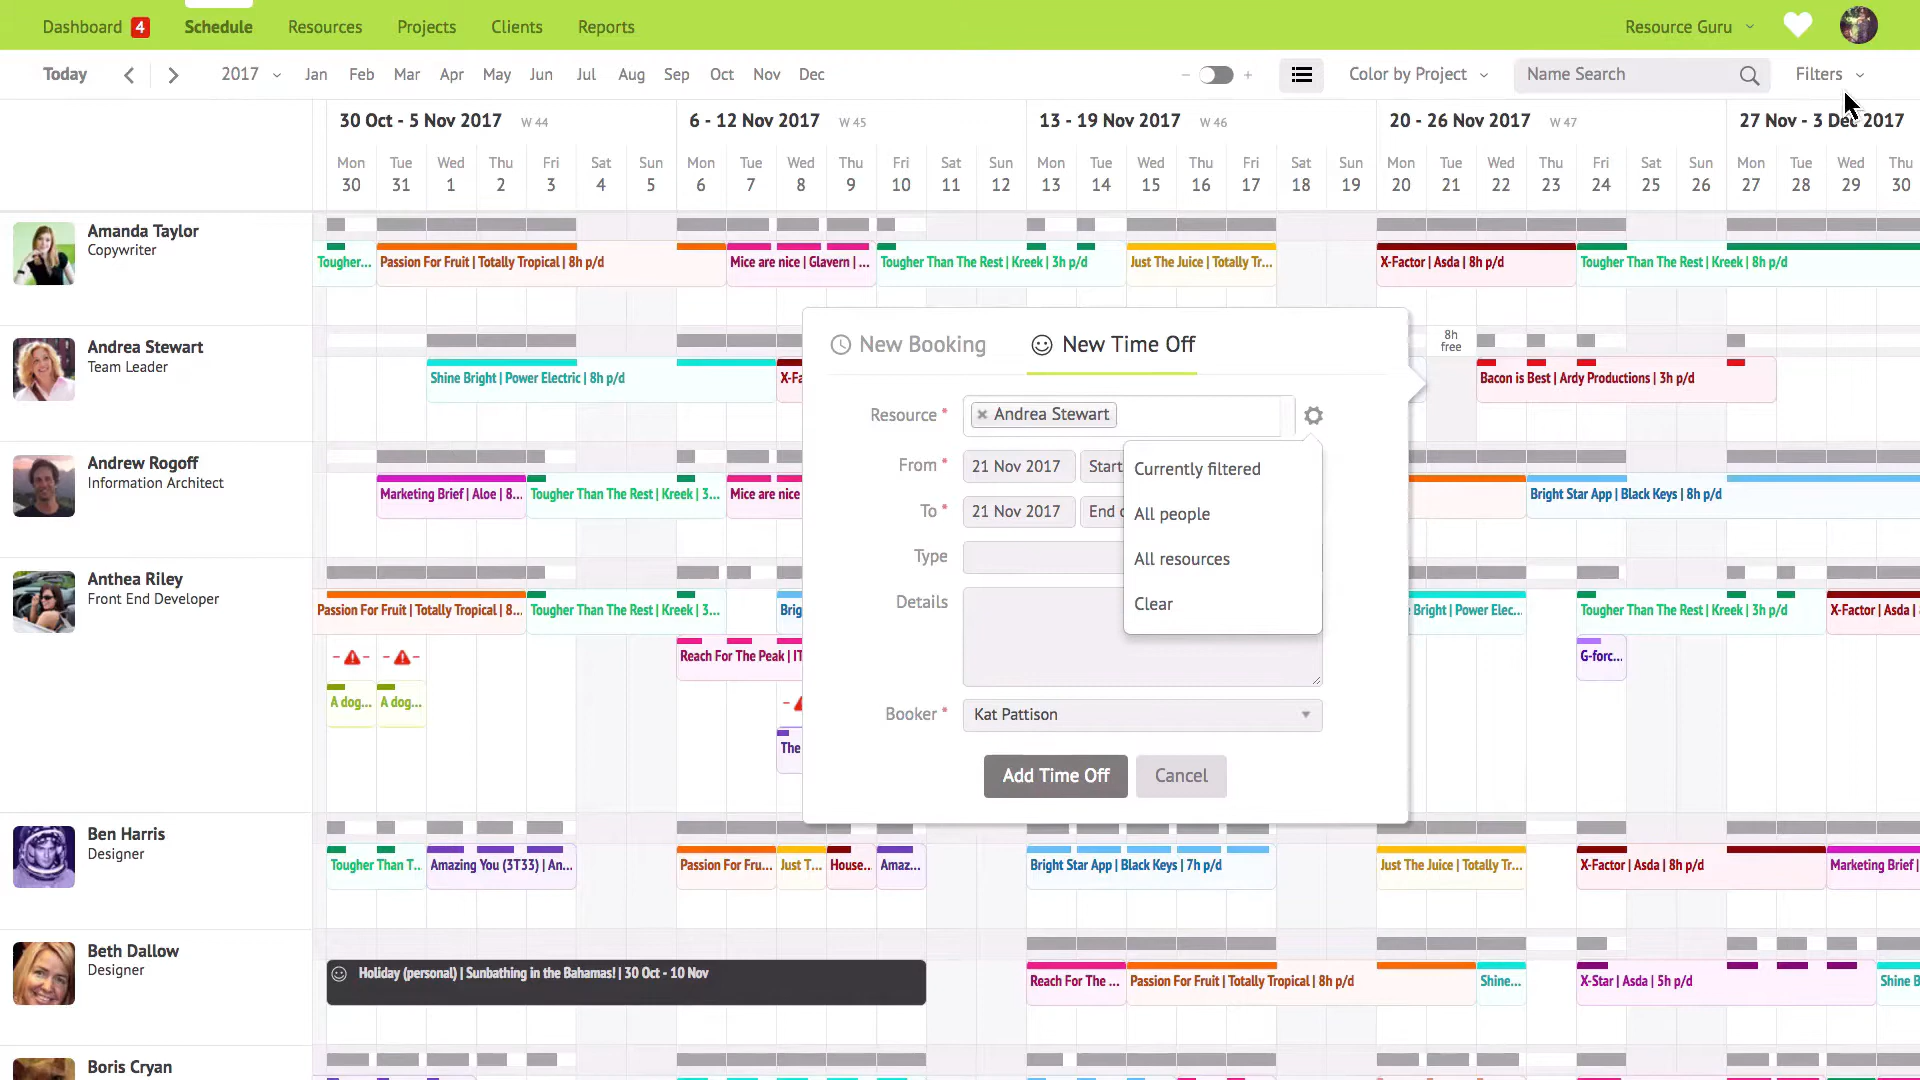 Dashboard 4 Schedule Resources Projects Clients Reports Resource Guru
Today 2017 Jan Feb Mar Apr May Jun Jul Aug Sep Oct Nov Dec - + Color by Project Name Search Filters
30 Oct - 5 Nov 2017 W 44 6 - 12 Nov 2017 W 45 13 - 19 Nov 2017 W 46 20 - 26 Nov 2017 W 47 27 Nov - 3 Dec 2017
Mon Tue Wed Thu Fri Sat Sun Mon Tue Wed Thu Fri Sat Sun Mon Tue Wed Thu Fri Sat Sun Mon Tue Wed Thu Fri Sat Sun Mon Tue Wed Thu
30 31 1 2 3 4 5 6 7 8 9 10 11 12 13 14 15 16 17 18 19 20 21 22 23 24 25 26 27 28 29 30
Amanda Taylor
Copywriter
Tougher... Passion For Fruit | Totally Tropical | 8h p/d Mice are nice | Glavern | ... Tougher Than The Rest | Kreek | 3h p/d Just The Juice | Totally Tr... X-Factor | Asda | 8h p/d Tougher Than The Rest | Kreek | 8h p/d
Andrea Stewart
Team Leader
8h
free
Shine Bright | Power Electric | 8h p/d X-Fa Bacon is Best | Ardy Productions | 3h p/d
Andrew Rogoff
Information Architect
Marketing Brief | Aloe | 8... Tougher Than The Rest | Kreek | 3... Mice are nice Bright Star App | Black Keys | 8h p/d
Anthea Riley
Front End Developer
Passion For Fruit | Totally Tropical | 8... Tougher Than The Rest | Kreek | 3... Brig Bright | Power Elec... Tougher Than The Rest | Kreek | 3h p/d X-Factor | Asda |
Reach For The Peak | IT G-forc...
A dog... A dog...
The
New Booking New Time Off
Resource * × Andrea Stewart
From * 21 Nov 2017 Start
To * 21 Nov 2017 End
Type
Details
Currently filtered
All people
All resources
Clear
Booker * Kat Pattison
Add Time Off Cancel
Ben Harris
Designer
Tougher Than T... Amazing You (3T33) | An... Passion For Fru... Just T... House... Amaz... Bright Star App | Black Keys | 7h p/d Just The Juice | Totally Tr... X-Factor | Asda | 8h p/d Marketing Brief |
Beth Dallow
Designer
Holiday (personal) | Sunbathing in the Bahamas! | 30 Oct - 10 Nov Reach For The ... Passion For Fruit | Totally Tropical | 8h p/d Shine... X-Star | Asda | 5h p/d Shine B
Boris Cryan